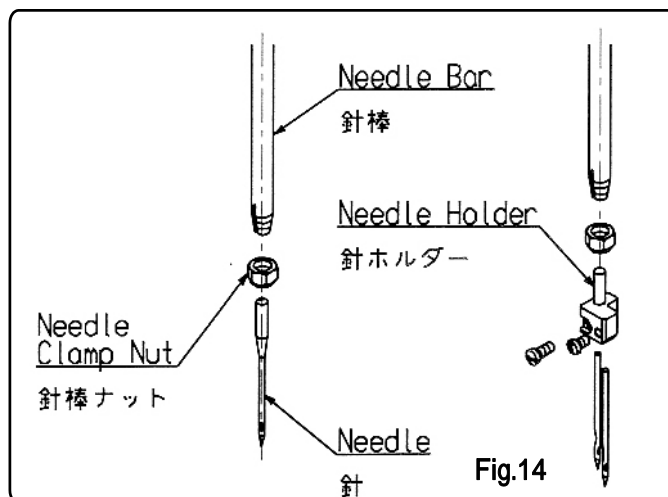 Needle Bar
針棒
Needle Holder
針ホルダー
Needle
Clamp Nut
針棒ナット
Needle
針
Fig.14